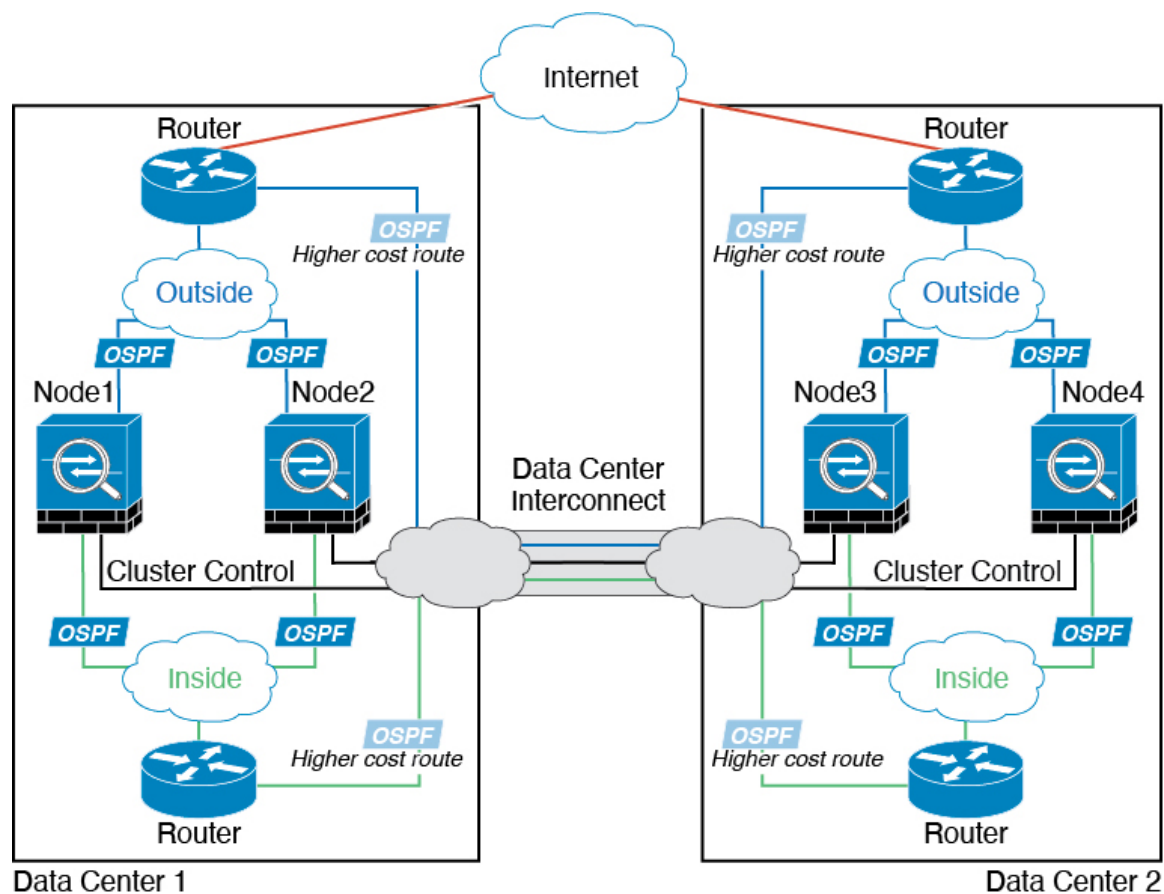 Internet
Router
Router
OSPF
Higher cost route
OSPF
Higher cost route
Outside
Outside
OSPF
OSPF
OSPF
OSPF
Node1
Node2
Node3
Node4
Data Center
Interconnect
Cluster Control
Cluster Control
OSPF
OSPF
OSPF
OSPF
Inside
Inside
OSPF
Higher cost route
OSPF
Higher cost route
Router
Router
Data Center 1
Data Center 2